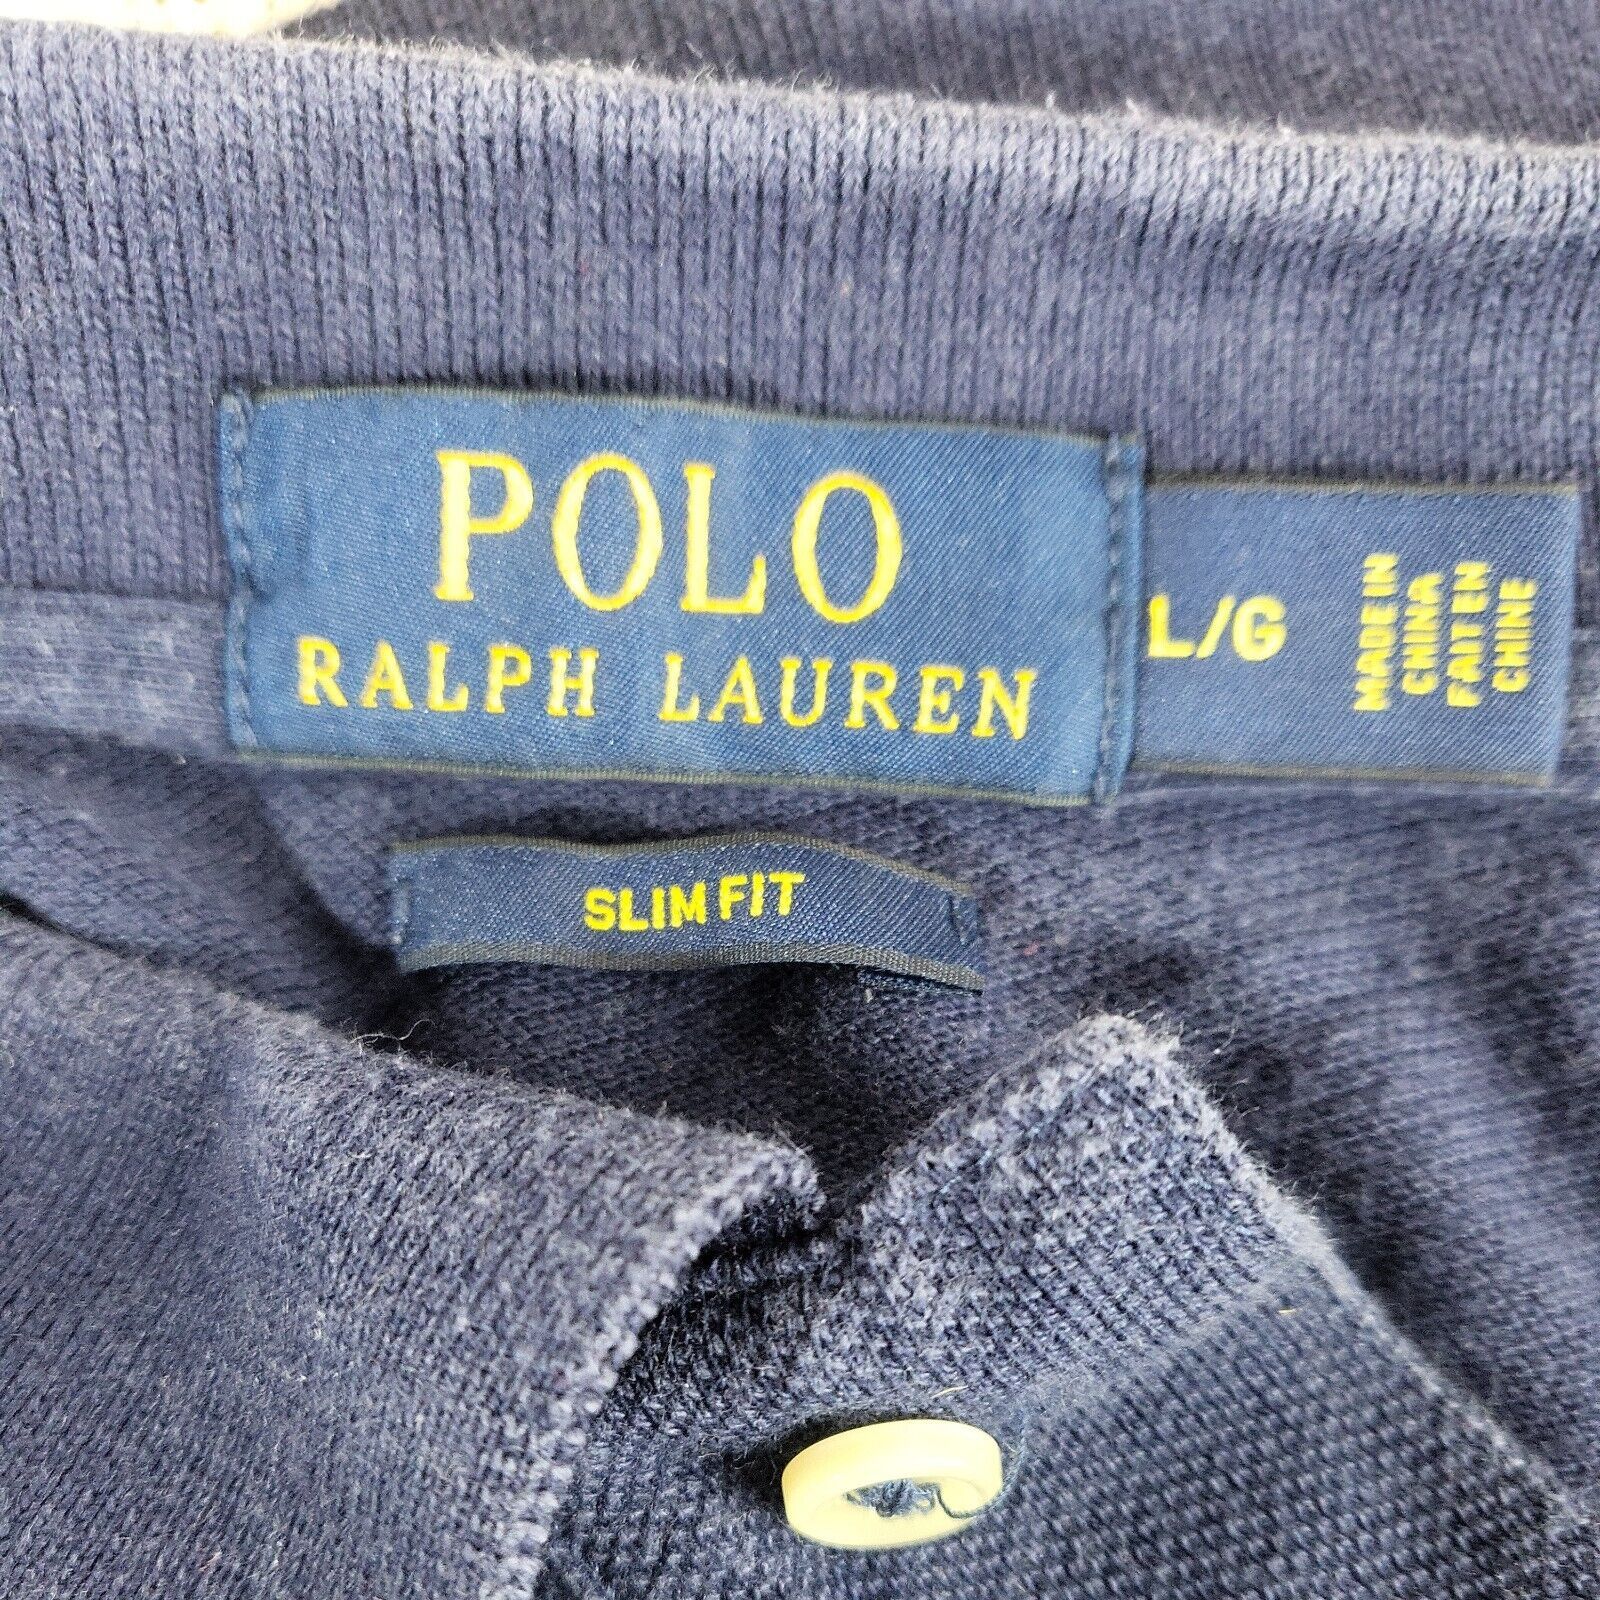 POLO
RALPH LAUREN
L/G
MADE IN
CHINA
FAIT EN
CHINE
SLIM FIT